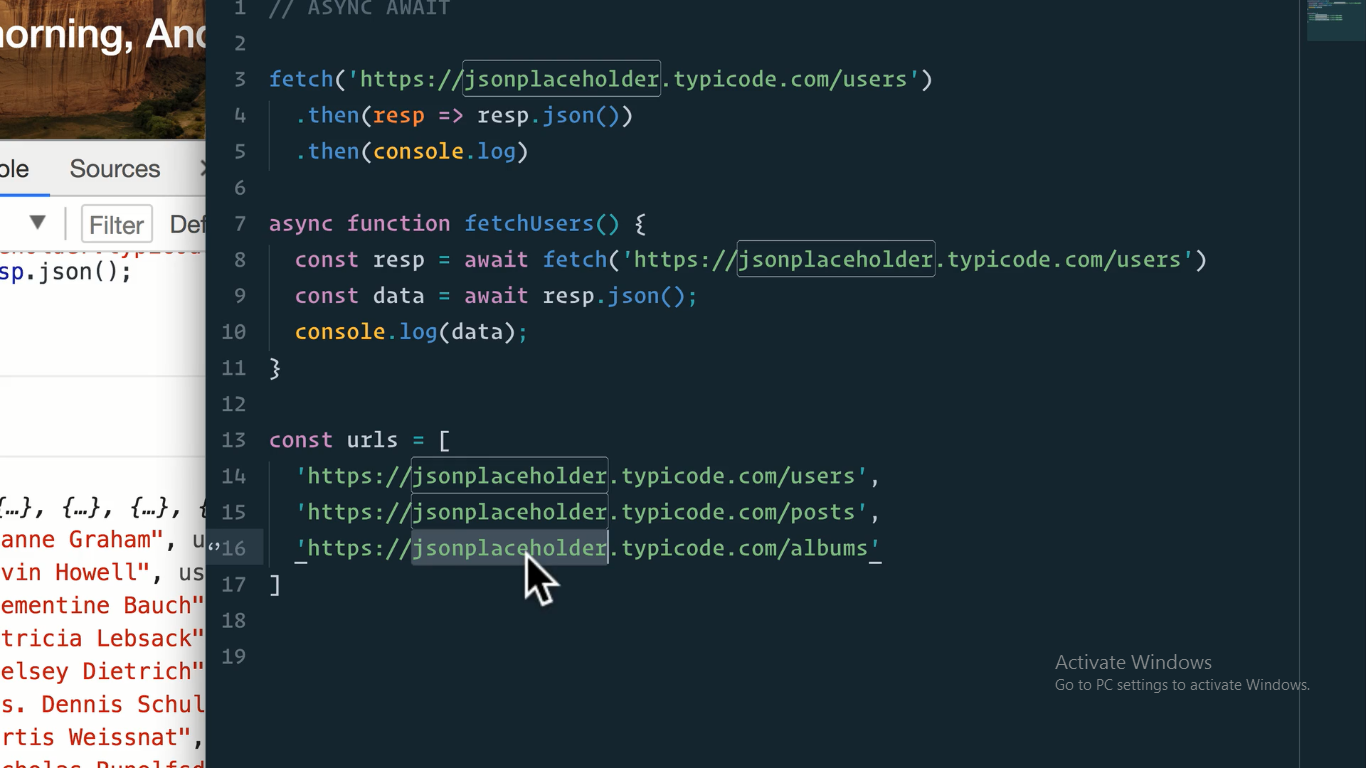 orning, And
ole Sources
Filter Def
sp.json();
{…}, {…}, {…},
anne Graham", u
vin Howell", us
ementine Bauch"
tricia Lebsack"
elsey Dietrich"
s. Dennis Schul
rtis Weissnat",
1 // ASYNC AWAIT
2
3 fetch('https://jsonplaceholder.typicode.com/users')
4 .then(resp => resp.json())
5 .then(console.log)
6
7 async function fetchUsers() {
8 const resp = await fetch('https://jsonplaceholder.typicode.com/users')
9 const data = await resp.json();
10 console.log(data);
11 }
12
13 const urls = [
14 'https://jsonplaceholder.typicode.com/users',
15 'https://jsonplaceholder.typicode.com/posts',
16 'https://jsonplaceholder.typicode.com/albums'
17 ]
18
19
Activate Windows
Go to PC settings to activate Windows.